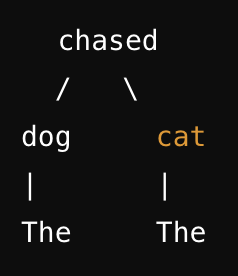 chased
/ \
dog cat
| |
The The